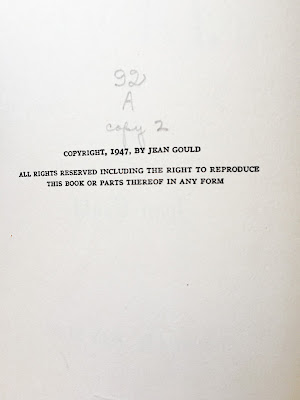 92
A
copy 2
COPYRIGHT, 1947, BY JEAN GOULD
ALL RIGHTS RESERVED INCLUDING THE RIGHT TO REPRODUCE
THIS BOOK OR PARTS THEREOF IN ANY FORM